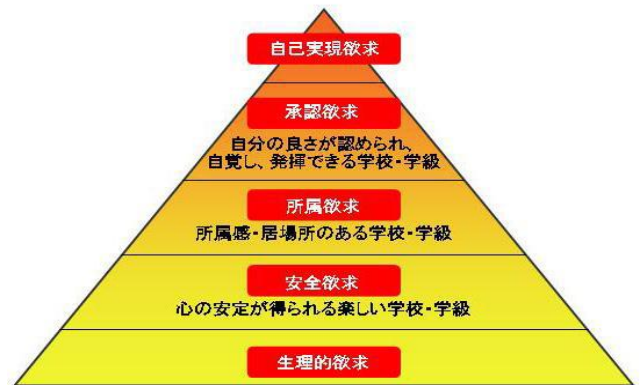 自己実現欲求
承認欲求
自分の良さが認められ、
自覚し、発揮できる学校・学級
所属欲求
所属感・居場所のある学校・学級
安全欲求
心の安定が得られる楽しい学校・学級
生理的欲求